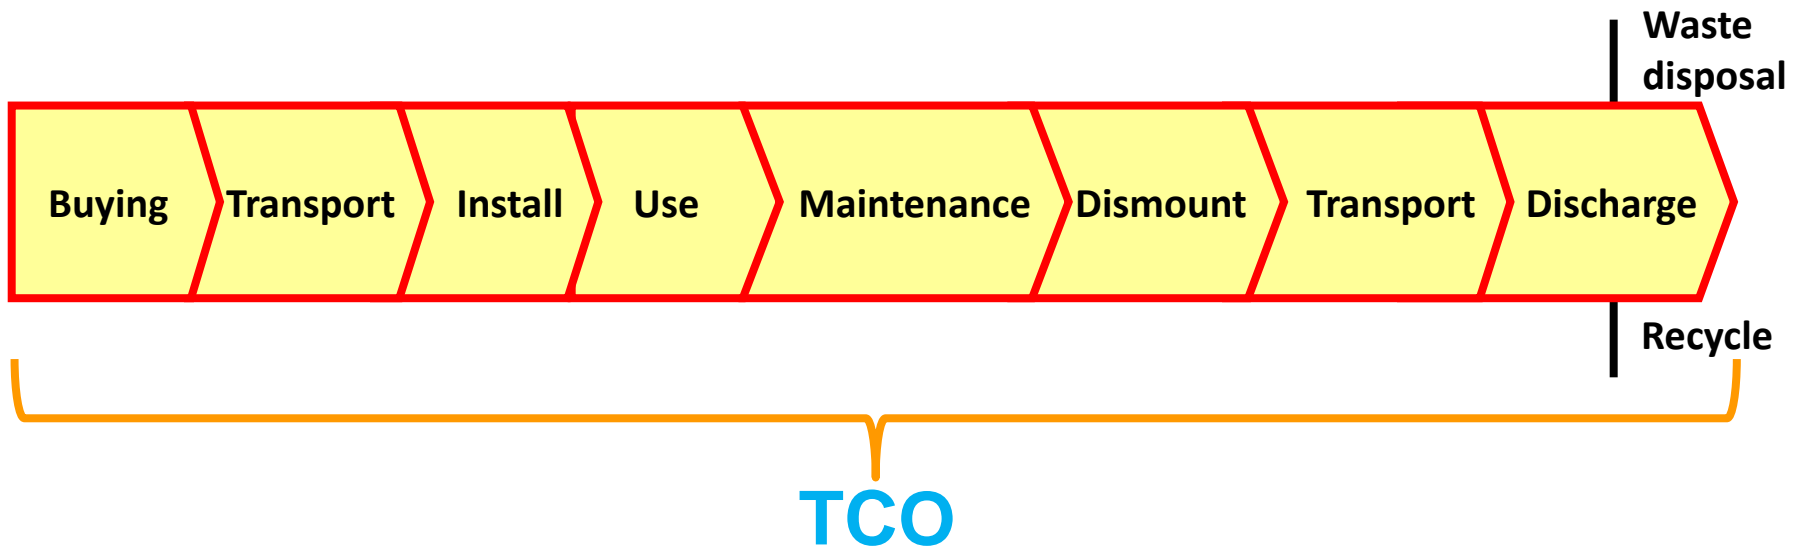 Waste
disposal
Buying Transport Install Use Maintenance Dismount Transport Discharge
Recycle
TCO